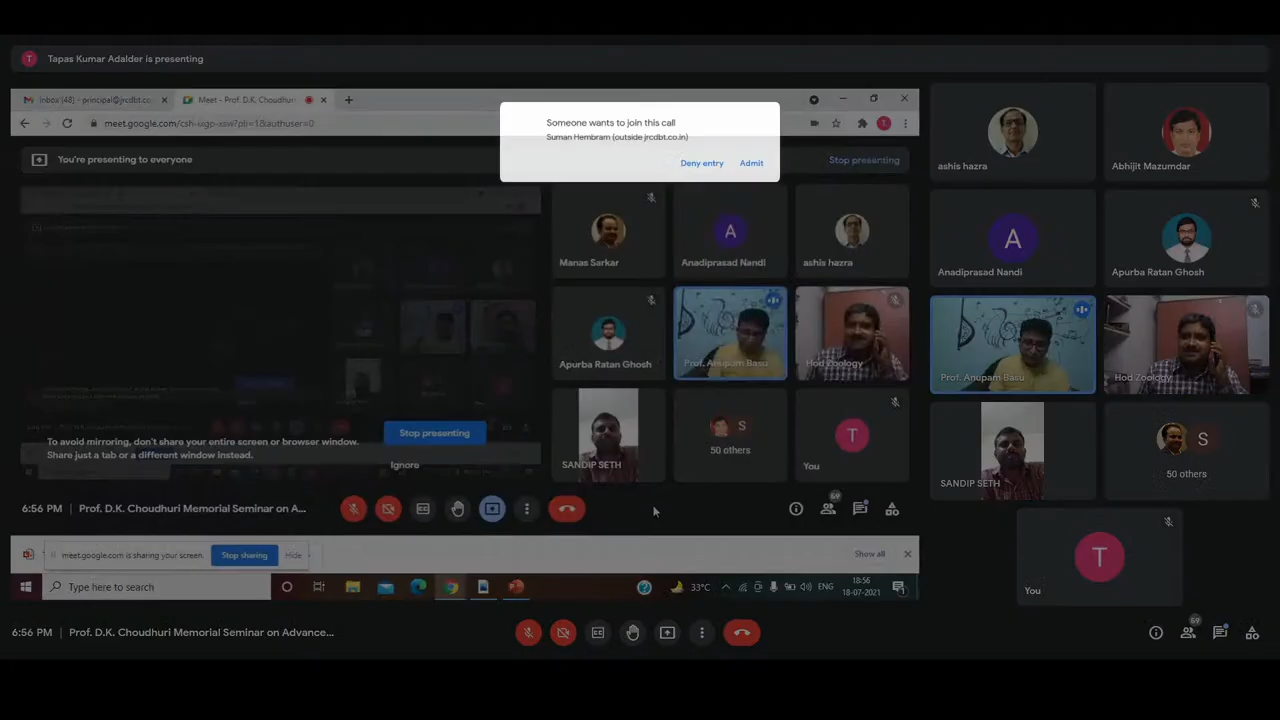 Tapas Kumar Adalder is presenting
Meet - Prof. D.K. Choudhuri
meet.google.com/csh-ixgp-xsw?pli=1&authuser=0
Someone wants to join this call
Suman Hembram (outside jrcdbt.co.in)
Deny entry
Admit
You're presenting to everyone
Stop presenting
Manas Sarkar
Anadiprasad Nandi
ashis hazra
Apurba Ratan Ghosh
Prof. Anupam Basu
Hod Zoology
SANDIP SETH
50 others
You
To avoid mirroring, don't share your entire screen or browser window.
Share just a tab or a different window instead.
Stop presenting
Ignore
6:56 PM | Prof. D.K. Choudhuri Memorial Seminar on A...
69
meet.google.com is sharing your screen.
Stop sharing
Hide
Show all
Type here to search
33°C
ENG
18:56
18-07-2021
ashis hazra
Abhijit Mazumdar
Anadiprasad Nandi
Apurba Ratan Ghosh
Prof. Anupam Basu
Hod Zoology
SANDIP SETH
50 others
You
6:56 PM | Prof. D.K. Choudhuri Memorial Seminar on Advance...
69